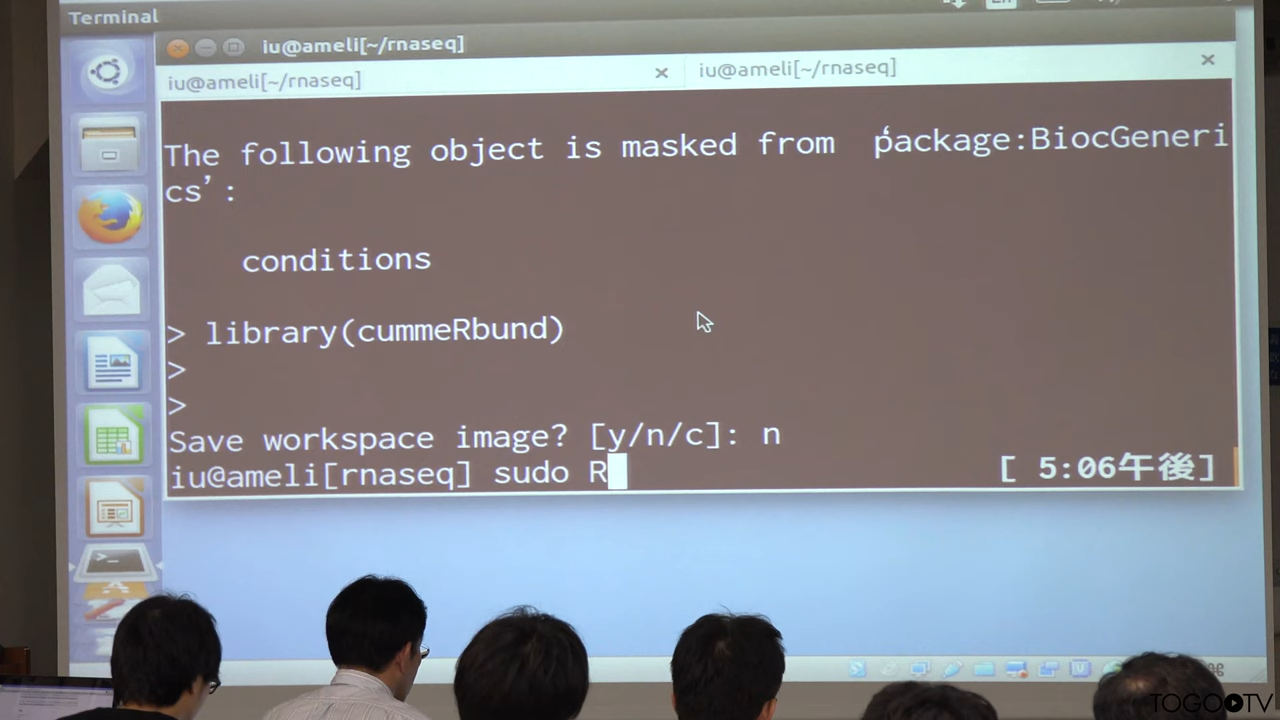 Terminal
iu@ameli[~/rnaseq]
iu@ameli[~/rnaseq]
iu@ameli[~/rnaseq]
The following object is masked from ‘package:BiocGeneri
cs’:
conditions
> library(cummeRbund)
>
>
Save workspace image? [y/n/c]: n
iu@ameli[rnaseq] sudo R
[ 5:06午後]
TOGOTV